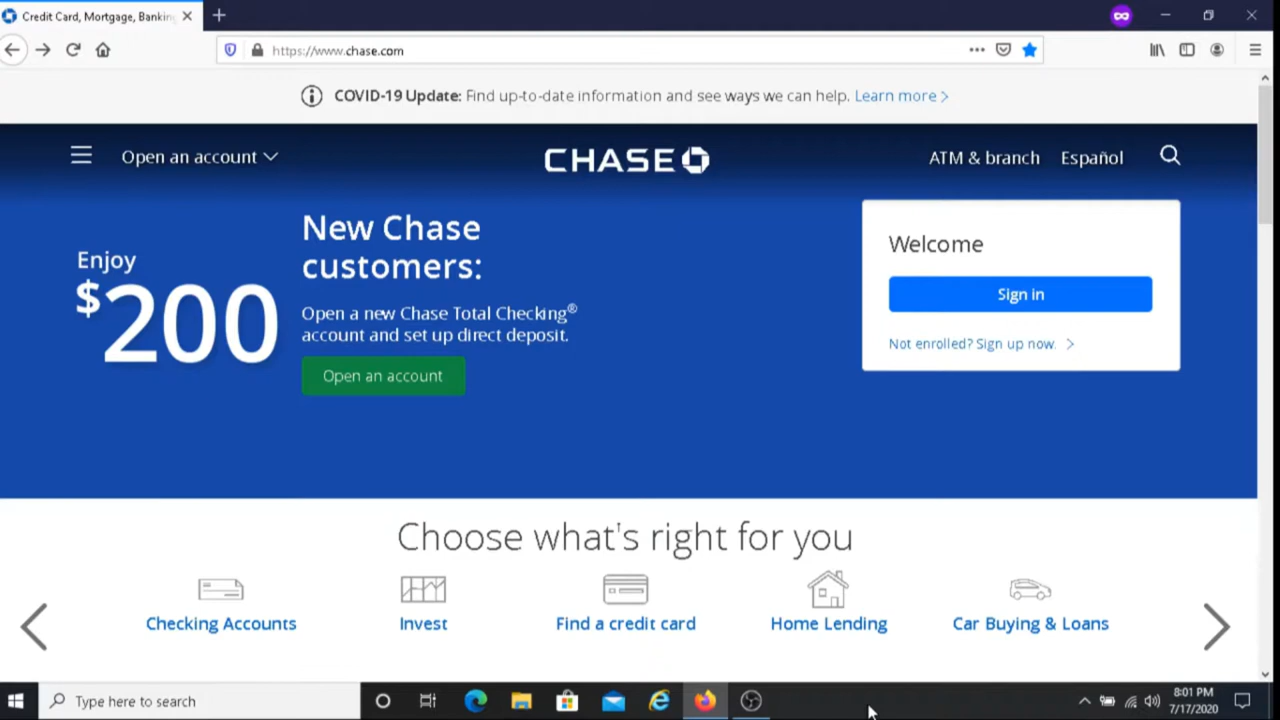 Credit Card, Mortgage, Banking
https://www.chase.com
COVID-19 Update: Find up-to-date information and see ways we can help. Learn more >
Open an account
CHASE
ATM & branch
Español
Enjoy
$200
New Chase
customers:
Open a new Chase Total Checking®
account and set up direct deposit.
Open an account
Welcome
Sign in
Not enrolled? Sign up now. >
Choose what's right for you
Checking Accounts
Invest
Find a credit card
Home Lending
Car Buying & Loans
Type here to search
8:01 PM
7/17/2020